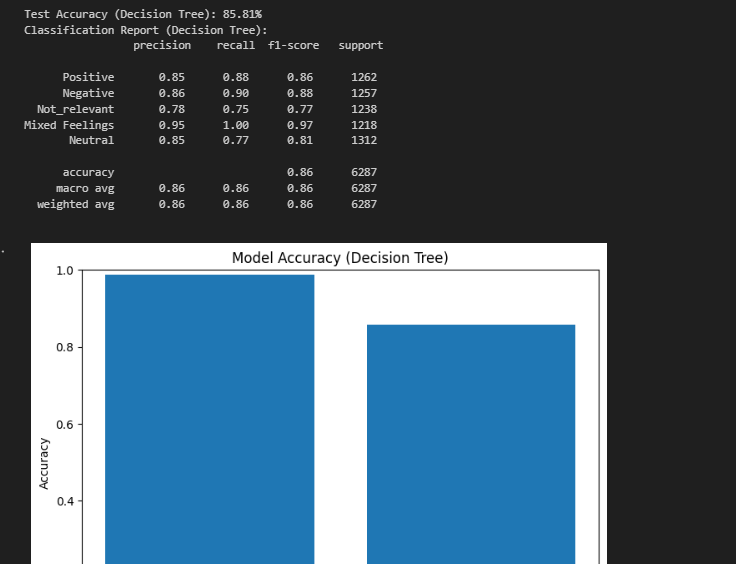 Test Accuracy (Decision Tree): 85.81%
Classification Report (Decision Tree):
precision recall f1-score support
Positive 0.85 0.88 0.86 1262
Negative 0.86 0.90 0.88 1257
Not_relevant 0.78 0.75 0.77 1238
Mixed Feelings 0.95 1.00 0.97 1218
Neutral 0.85 0.77 0.81 1312
accuracy 0.86 6287
macro avg 0.86 0.86 0.86 6287
weighted avg 0.86 0.86 0.86 6287
Model Accuracy (Decision Tree)
1.0
0.8
0.6
Accuracy
0.4